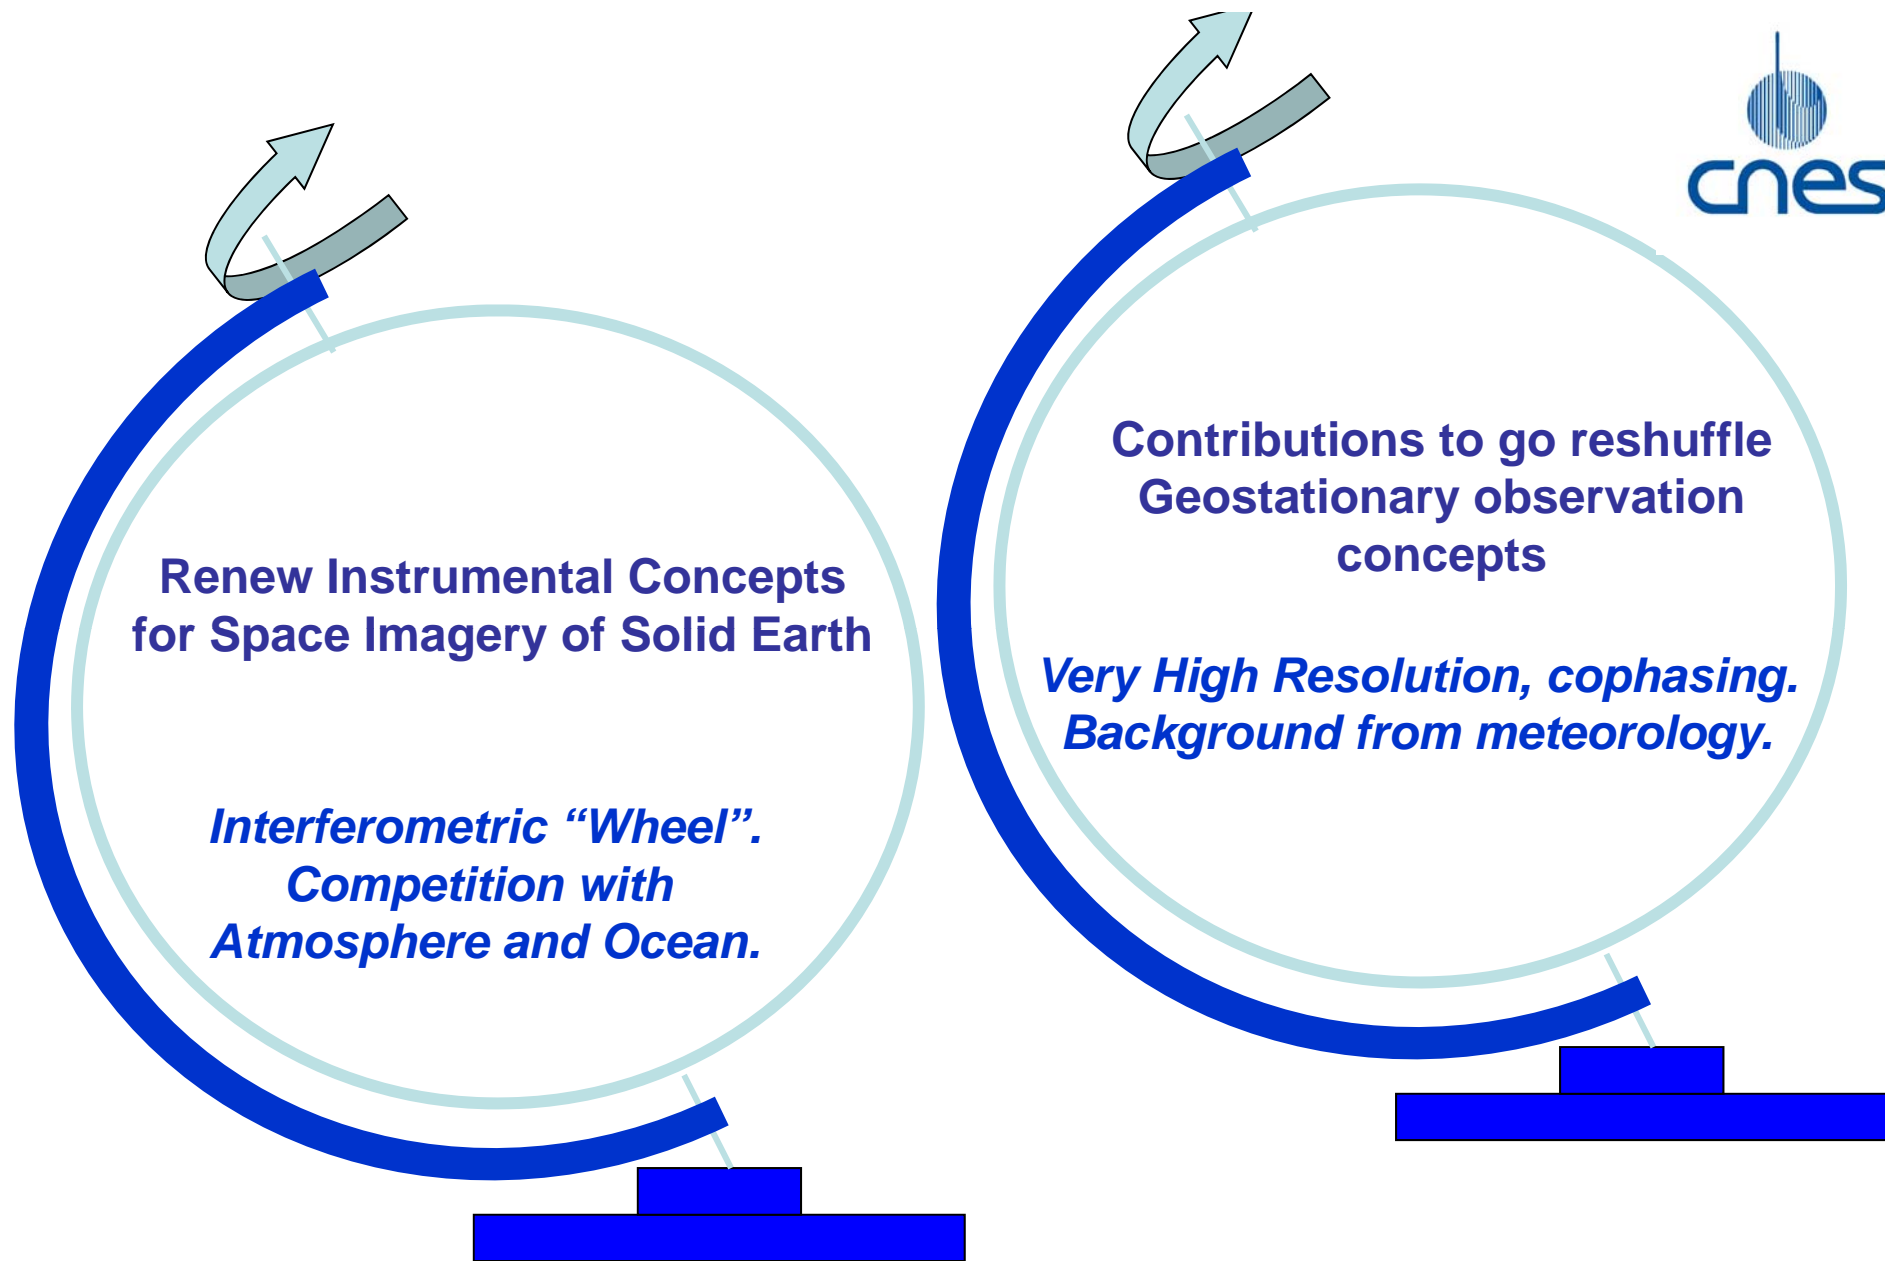 cnes
Renew Instrumental Concepts
for Space Imagery of Solid Earth
Interferometric “Wheel”.
Competition with
Atmosphere and Ocean.
Contributions to go reshuffle
Geostationary observation
concepts
Very High Resolution, cophasing.
Background from meteorology.